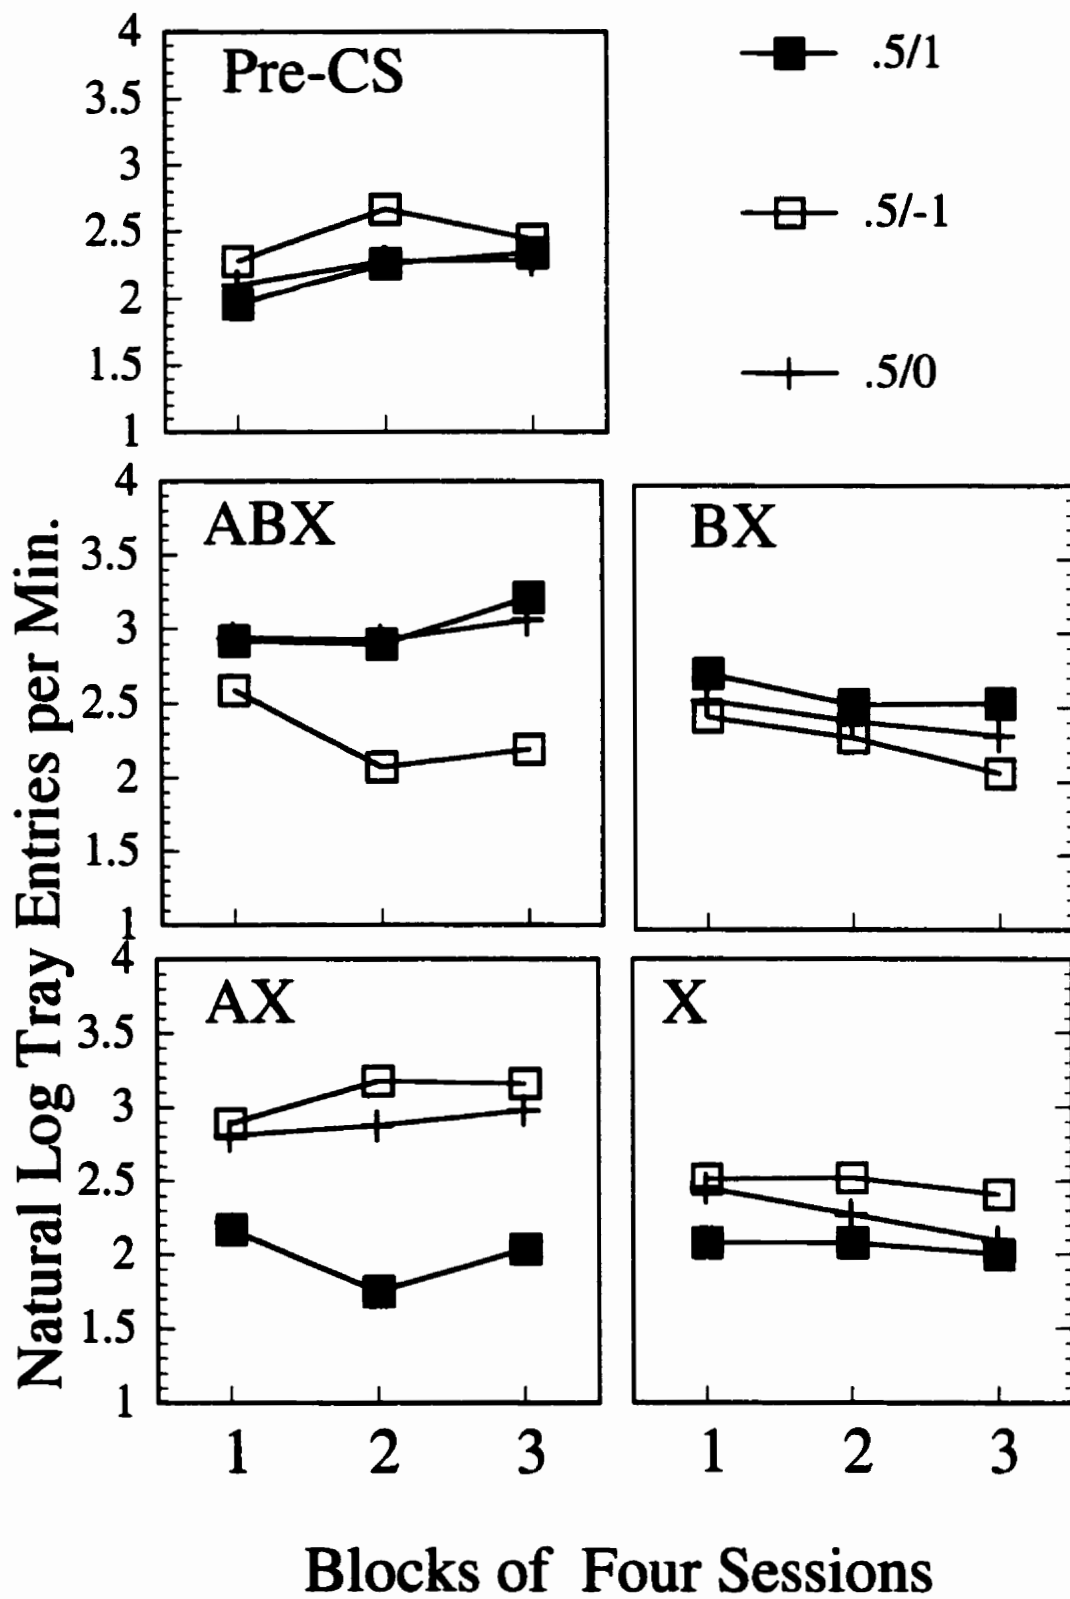 4
Pre-CS
3.5
3
2.5
2
1.5
1
.5/1
.5/-1
.5/0
4
ABX
3.5
3
2.5
2
1.5
1
BX
4
AX
3.5
3
2.5
2
1.5
1
X
1 2 3
1 2 3
Natural Log Tray Entries per Min.
Blocks of Four Sessions